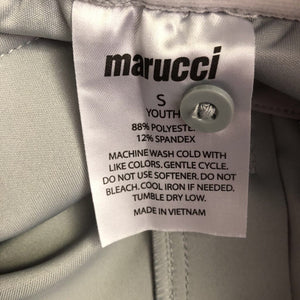 marucci
S
YOUTH
88% POLYESTE
12% SPANDEX
MACHINE WASH COLD WITH
LIKE COLORS. GENTLE CYCLE.
DO NOT USE SOFTENER. DO NOT
BLEACH. COOL IRON IF NEEDED.
TUMBLE DRY LOW.
MADE IN VIETNAM